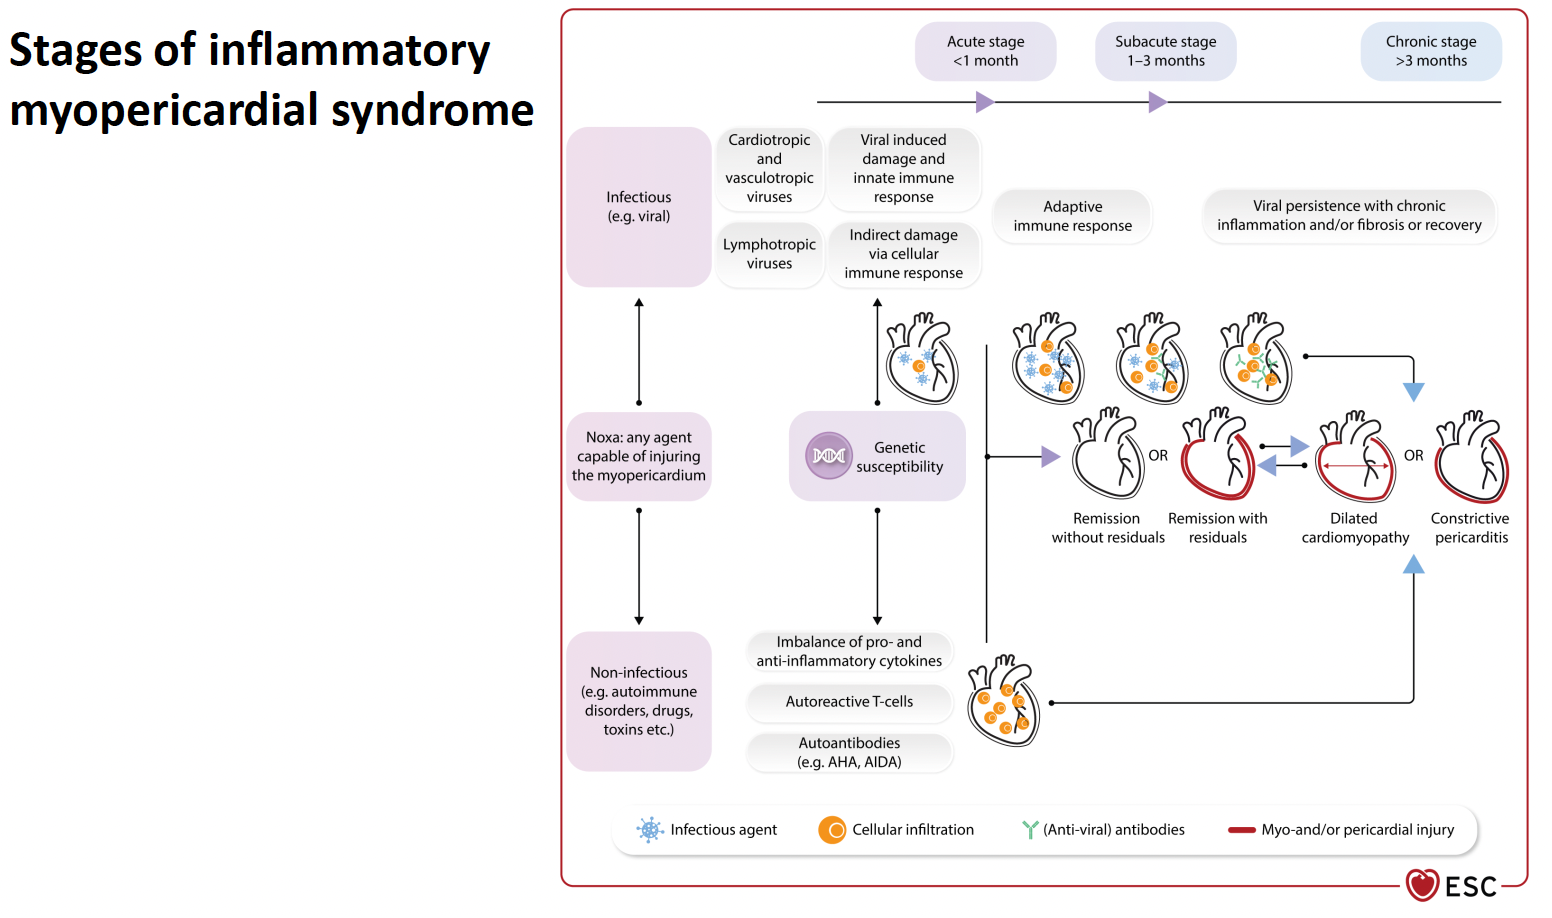 Stages of inflammatory
myopericardial syndrome
Acute stage
<1 month
Subacute stage
1–3 months
Chronic stage
>3 months
Infectious
(e.g. viral)
Cardiotropic
and
vasculotropic
viruses
Viral induced
damage and
innate immune
response
Lymphotropic
viruses
Indirect damage
via cellular
immune response
Adaptive
immune response
Viral persistence with chronic
inflammation and/or fibrosis or recovery
Noxa: any agent
capable of injuring
the myopericardium
Genetic
susceptibility
OR
OR
Remission
without residuals
Remission with
residuals
Dilated
cardiomyopathy
Constrictive
pericarditis
Non-infectious
(e.g. autoimmune
disorders, drugs,
toxins etc.)
Imbalance of pro- and
anti-inflammatory cytokines
Autoreactive T-cells
Autoantibodies
(e.g. AHA, AIDA)
Infectious agent
Cellular infiltration
(Anti-viral) antibodies
Myo-and/or pericardial injury
ESC